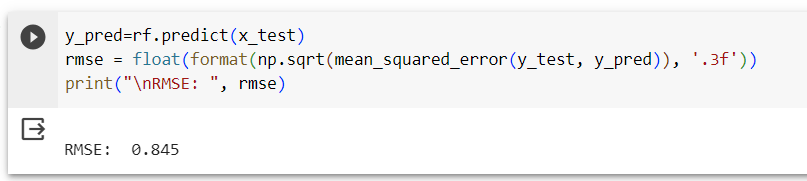 y_pred=rf.predict(x_test)
rmse = float(format(np.sqrt(mean_squared_error(y_test, y_pred)), '.3f'))
print("\nRMSE: ", rmse)
RMSE:  0.845